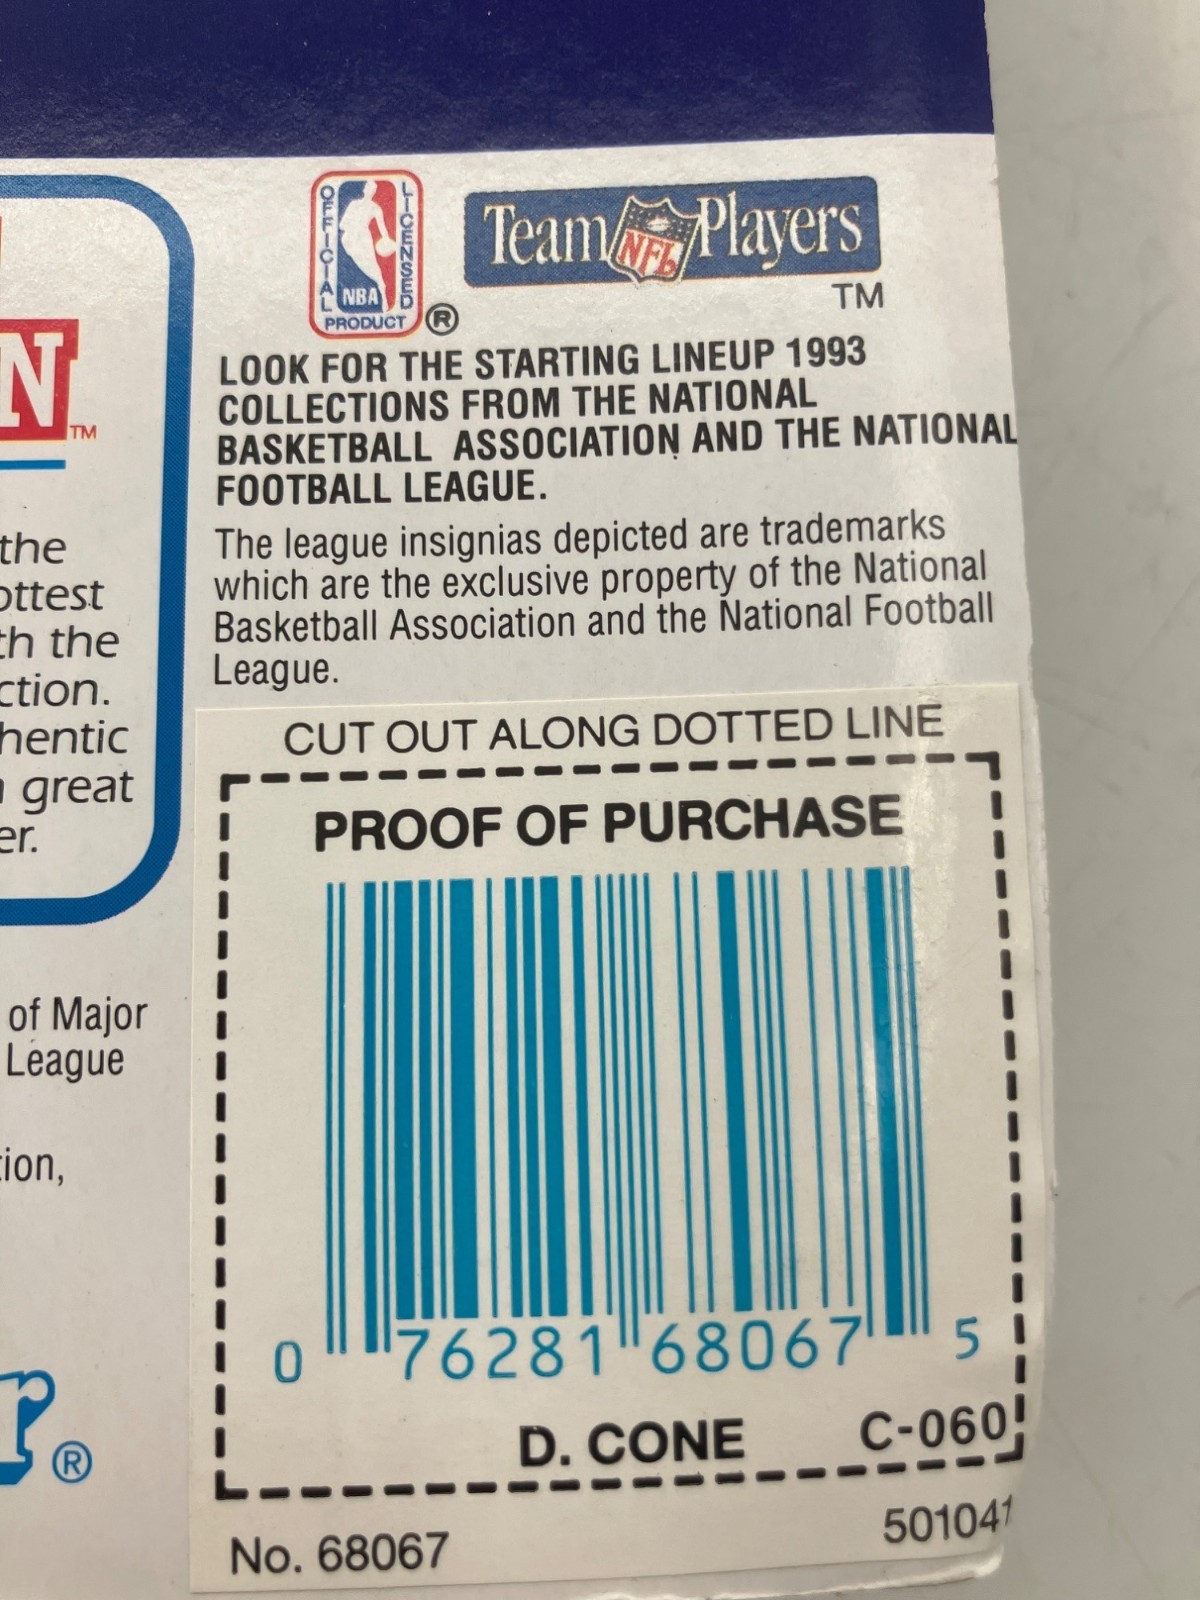 OFFICIAL LICENSED
NBA
PRODUCT ®
Team NFL Players
TM
LOOK FOR THE STARTING LINEUP 1993
COLLECTIONS FROM THE NATIONAL
BASKETBALL ASSOCIATION AND THE NATIONAL
FOOTBALL LEAGUE.
The league insignias depicted are trademarks
which are the exclusive property of the National
Basketball Association and the National Football
League.
N TM
the
ottest
th the
ction.
hentic
great
er.
of Major
League
tion,
r ®
CUT OUT ALONG DOTTED LINE
PROOF OF PURCHASE
0 76281 68067 5
D. CONE C-060
No. 68067 501041